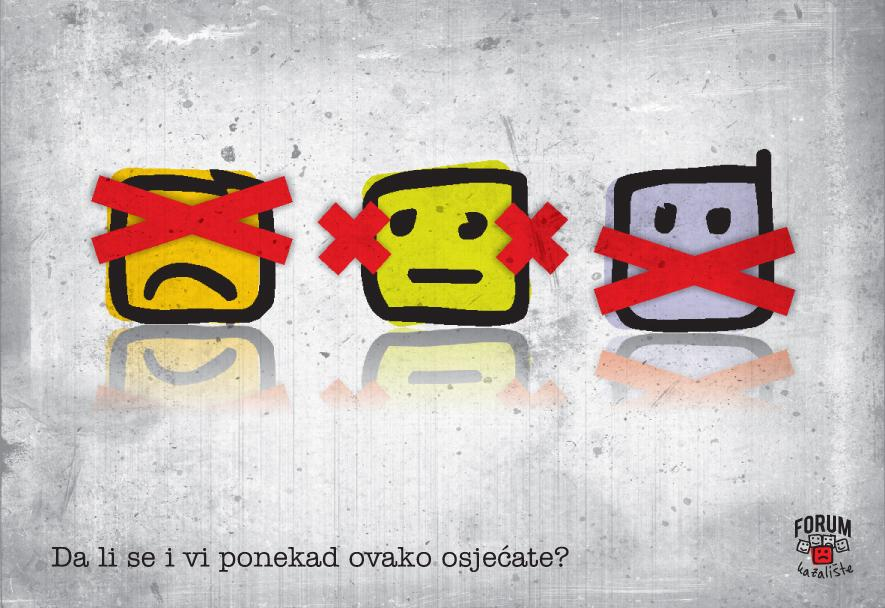 Da li se i vi ponekad ovako osjećate?
FORUM
kazalište